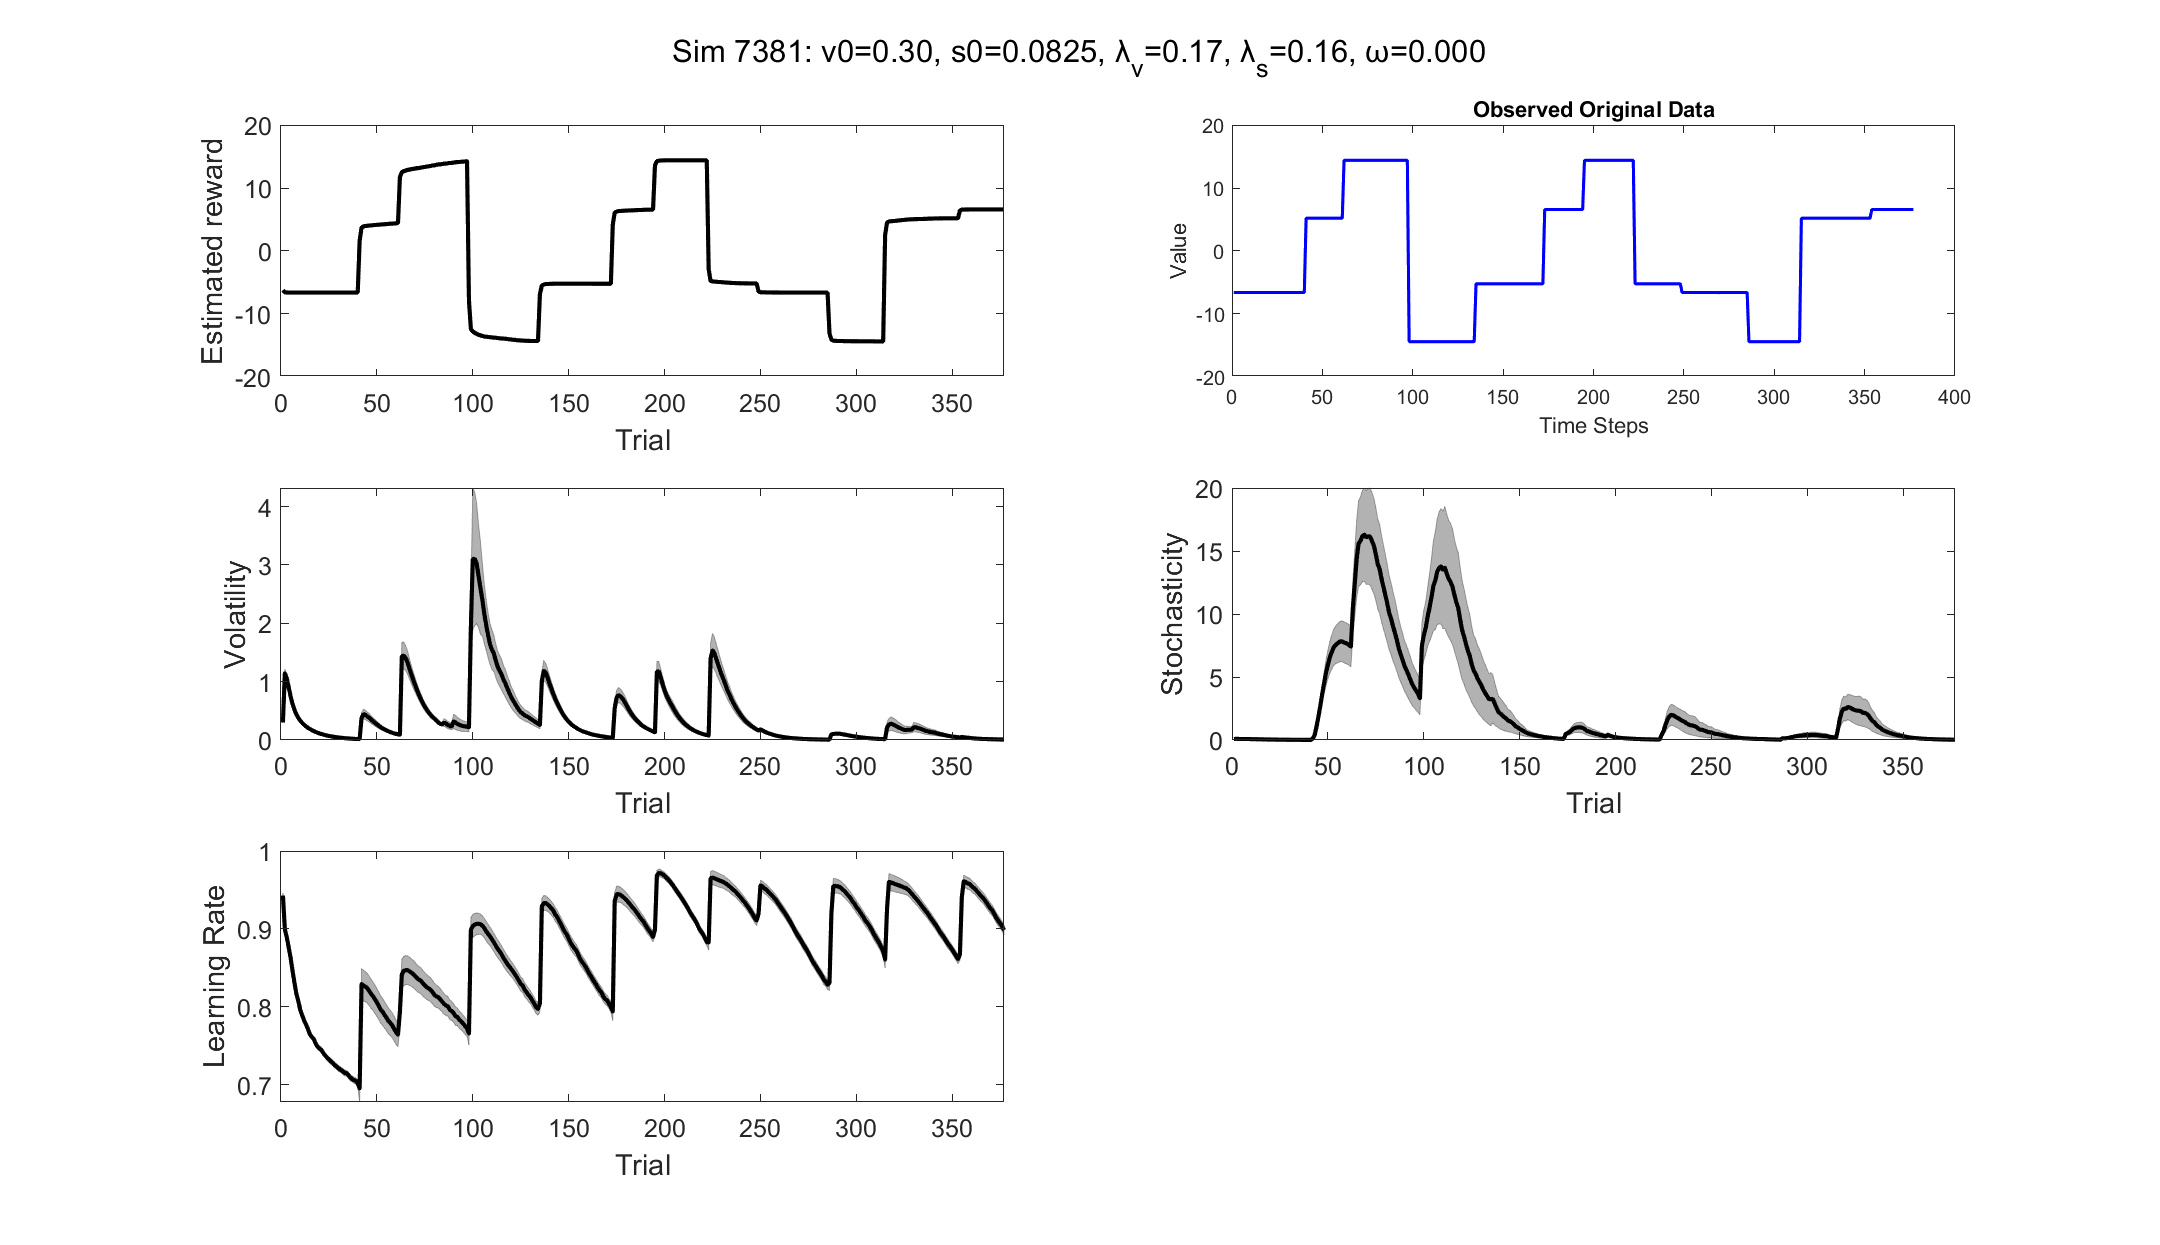 Sim 7381: v0=0.30, s0=0.0825, λv=0.17, λs=0.16, ω=0.000
20
10
0
-10
-20
Estimated reward
0 50 100 150 200 250 300 350
Trial
Observed Original Data
20
10
0
-10
-20
Value
0 50 100 150 200 250 300 350 400
Time Steps
4
3
2
1
0
Volatility
0 50 100 150 200 250 300 350
Trial
20
15
10
5
0
Stochasticity
0 50 100 150 200 250 300 350
Trial
1
0.9
0.8
0.7
Learning Rate
0 50 100 150 200 250 300 350
Trial